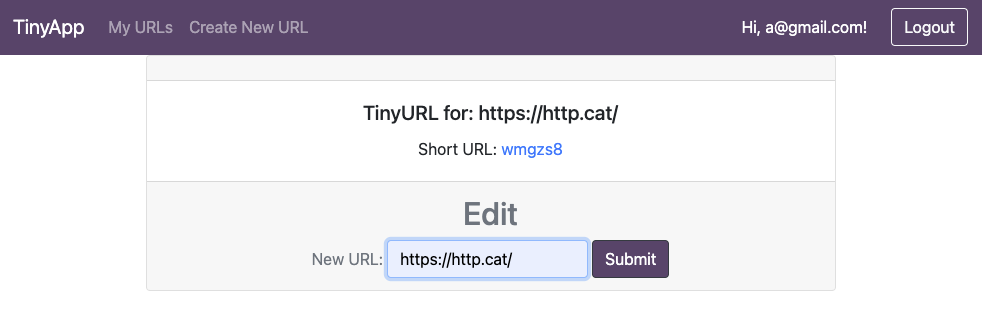 TinyApp My URLs Create New URL Hi, a@gmail.com! Logout
TinyURL for: https://http.cat/
Short URL: wmgzs8
Edit
New URL: https://http.cat/ Submit